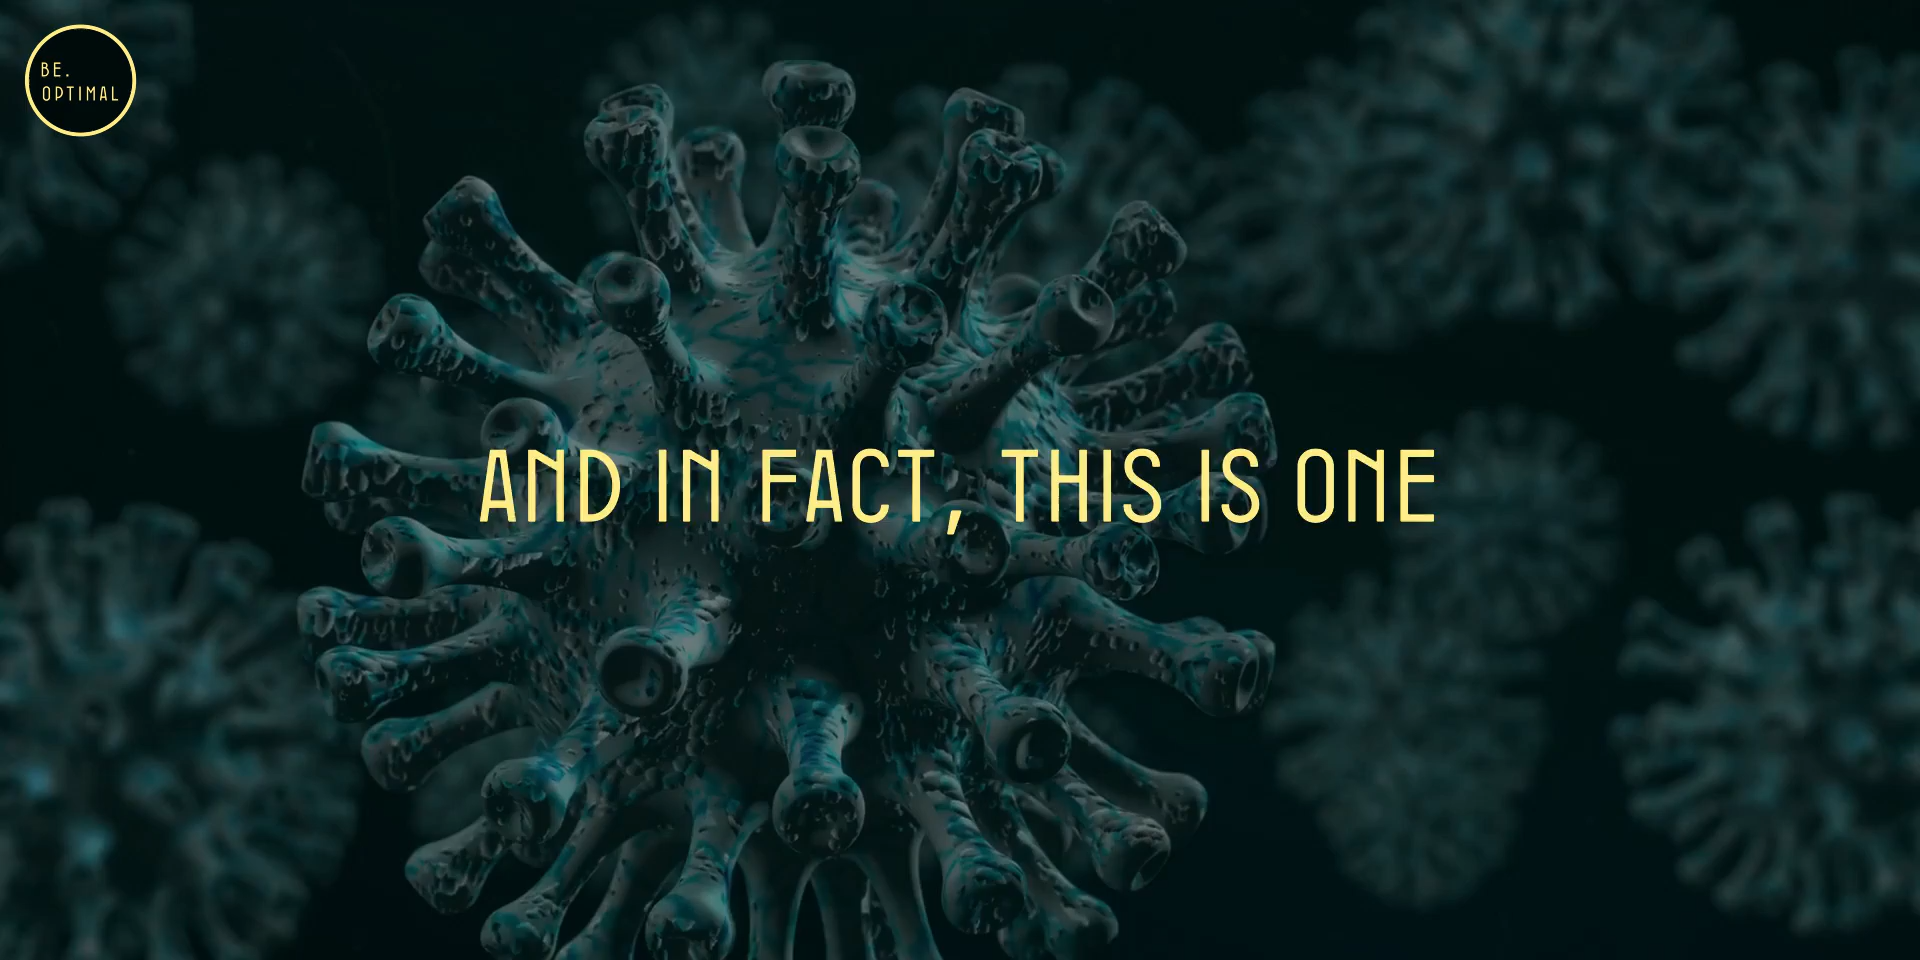 BE.
OPTIMAL
AND IN FACT, THIS IS ONE